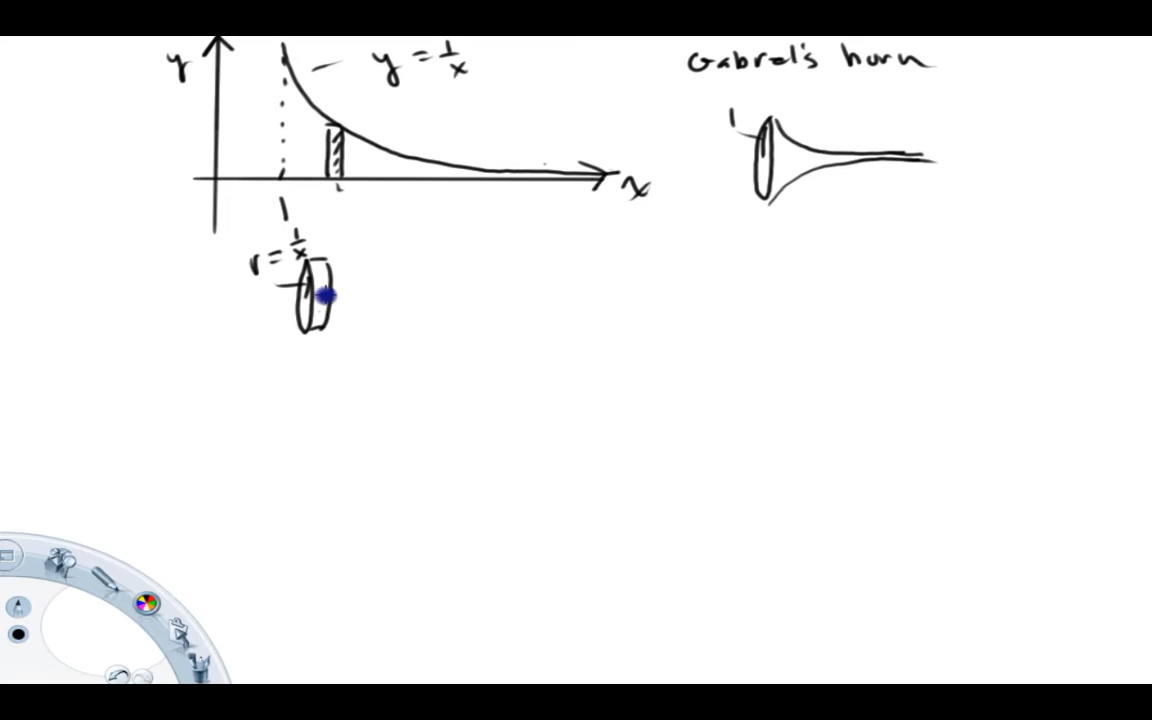 y
y = 1/x
Gabrel's horn
1
x
1
r = 1/x